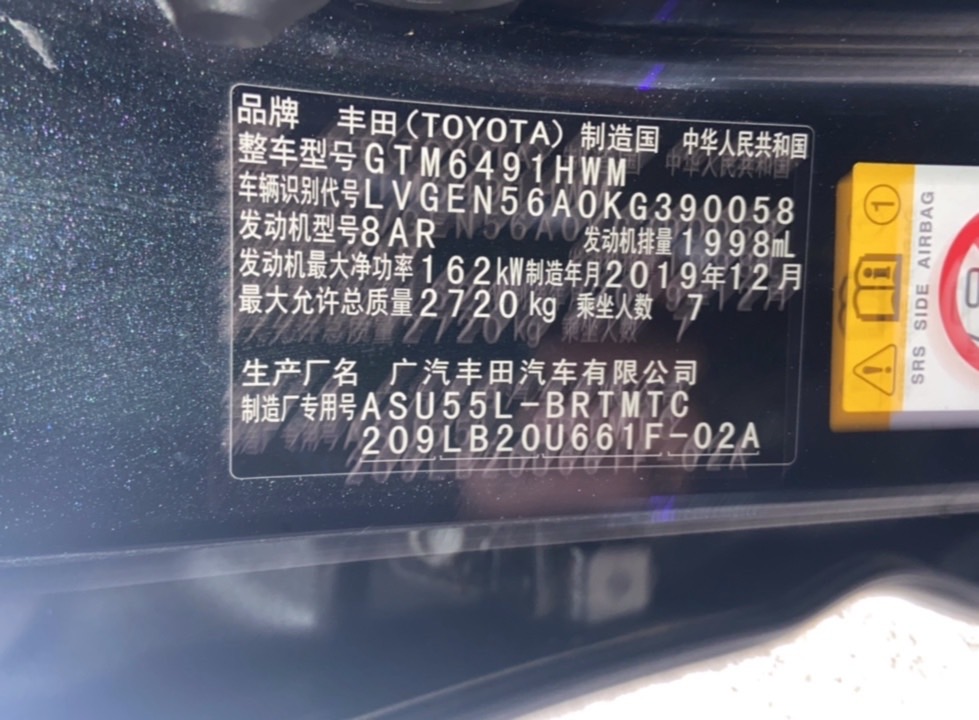 品牌 丰田(TOYOTA) 制造国 中华人民共和国
整车型号GTM6491HWM
车辆识别代号LVGEN56A0KG390058
发动机型号8AR 发动机排量1998mL
发动机最大净功率162kW制造年月2019年12月
最大允许总质量2720kg 乘坐人数 7
生产厂名 广汽丰田汽车有限公司
制造厂专用号ASU55L-BRTMTC
209LB20U661F-02A
1
SRS SIDE AIRBAG